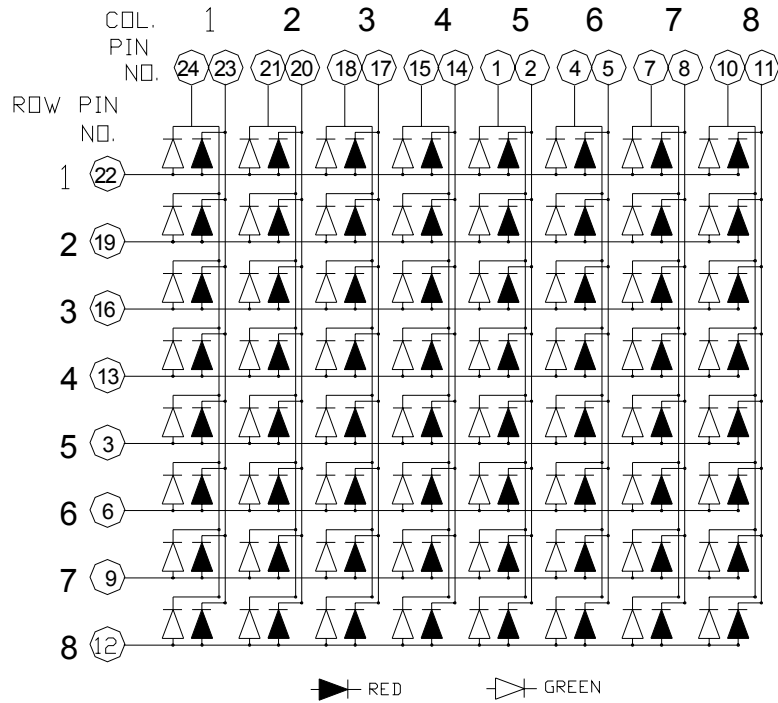 COL. 1 2 3 4 5 6 7 8
PIN
NO. 24 23 21 20 18 17 15 14 1 2 4 5 7 8 10 11
ROW PIN
NO.
1 22
2 19
3 16
4 13
5 3
6 6
7 9
8 12
RED GREEN